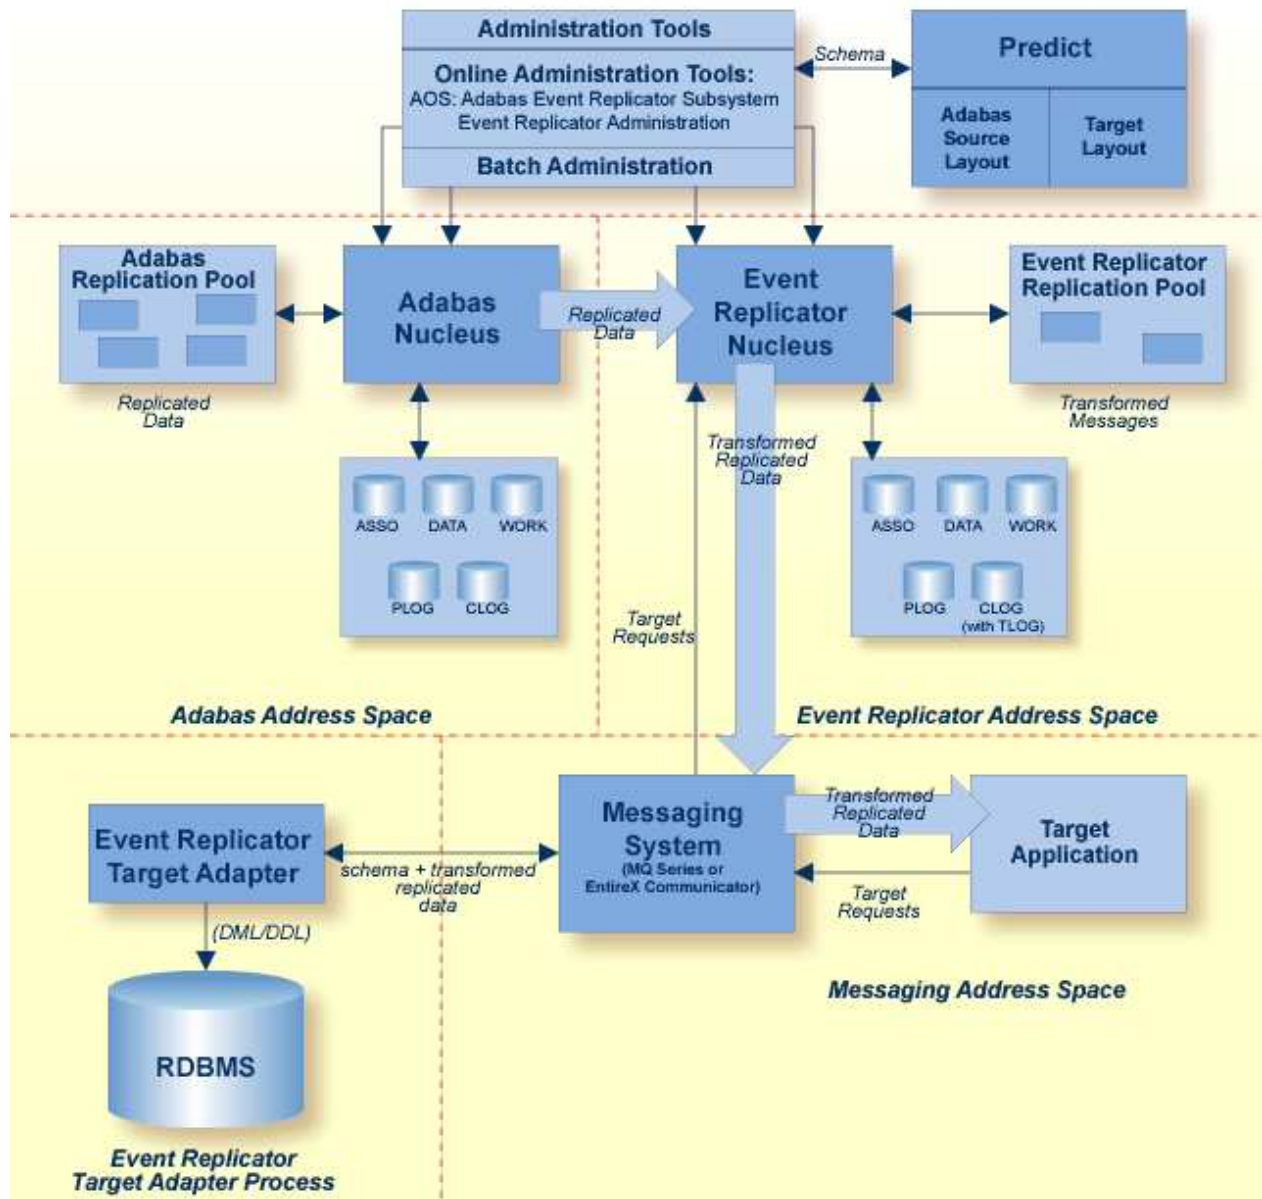 Administration Tools
Online Administration Tools:
AOS: Adabas Event Replicator Subsystem
Event Replicator Administration
Batch Administration
Schema
Predict
Adabas
Source
Layout
Target
Layout
Adabas
Replication Pool
Replicated
Data
Adabas
Nucleus
Replicated
Data
Event
Replicator
Nucleus
Event Replicator
Replication Pool
Transformed
Messages
Transformed
Replicated
Data
ASSO
DATA
WORK
PLOG
CLOG
ASSO
DATA
WORK
PLOG
CLOG
(with TLOG)
Target
Requests
Adabas Address Space
Event Replicator Address Space
Event Replicator
Target Adapter
schema + transformed
replicated
data
Messaging
System
(MQ Series or
EntireX Communicator)
Transformed
Replicated
Data
Target
Requests
Target
Application
(DML/DDL)
RDBMS
Messaging Address Space
Event Replicator
Target Adapter Process